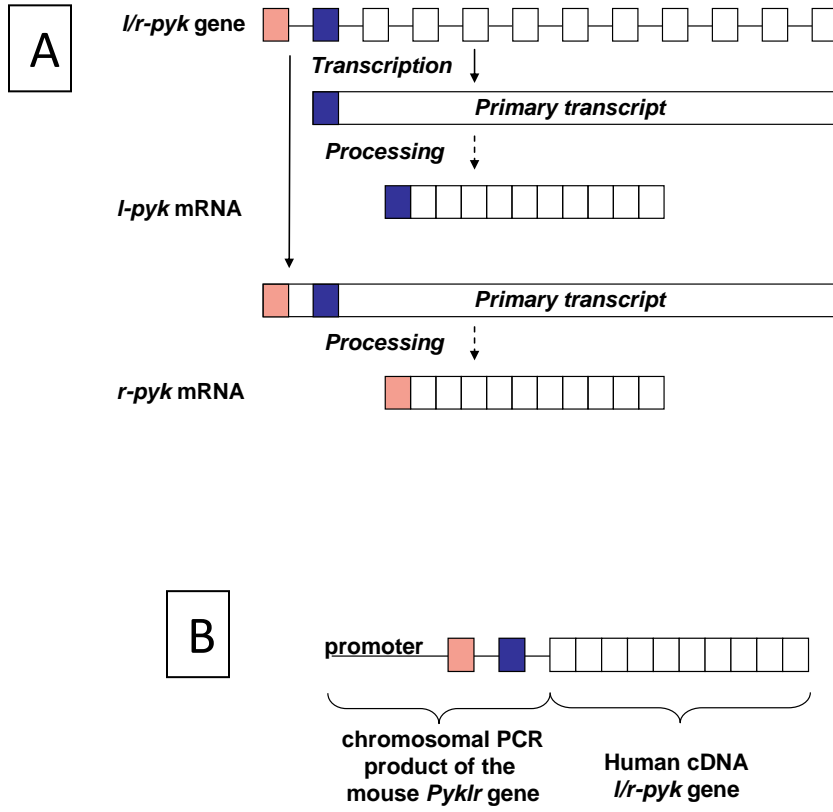 A
l/r-pyk gene
Transcription
Primary transcript
Processing
l-pyk mRNA
Primary transcript
Processing
r-pyk mRNA
B
promoter
chromosomal PCR
product of the
mouse Pyklr gene
Human cDNA
l/r-pyk gene